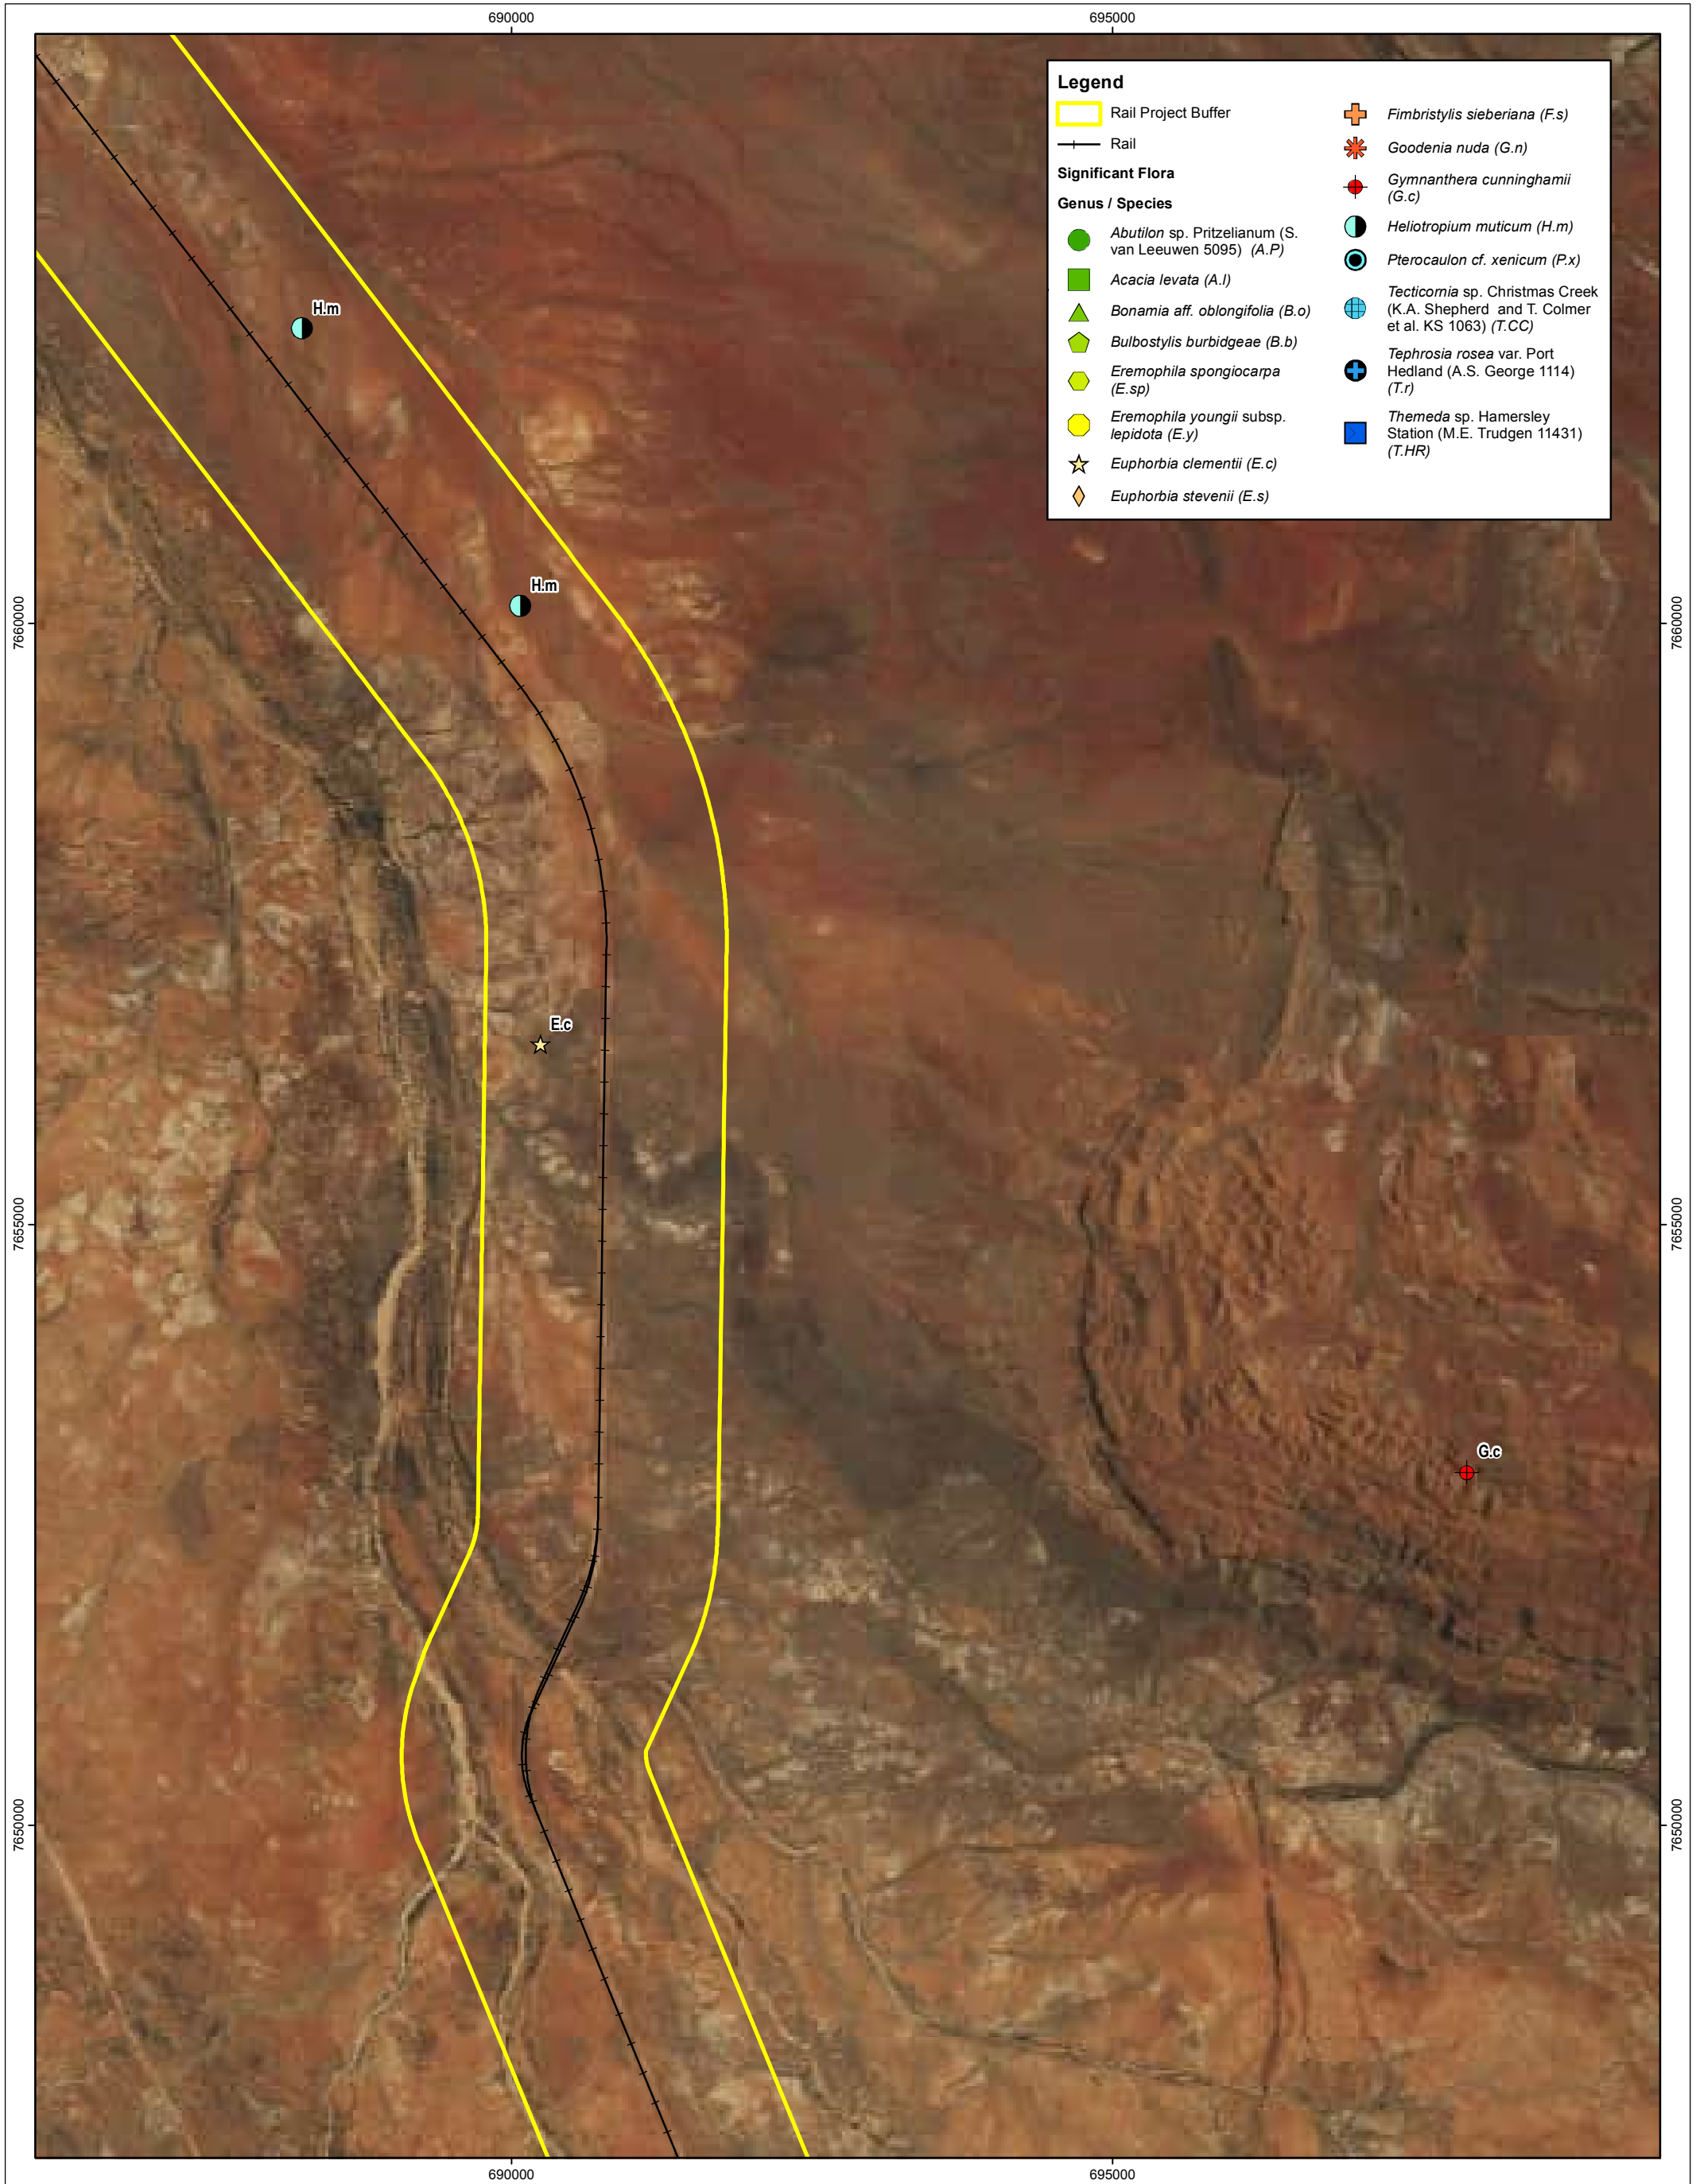 690000
695000
Legend
Rail Project Buffer
Rail
Significant Flora
Genus / Species
Abutilon sp. Pritzelianum (S.
van Leeuwen 5095) (A.P)
Acacia levata (A.l)
Bonamia aff. oblongifolia (B.o)
Bulbostylis burbidgeae (B.b)
Eremophila spongiocarpa
(E.sp)
Eremophila youngii subsp.
lepidota (E.y)
Euphorbia clementii (E.c)
Euphorbia stevenii (E.s)
Fimbristylis sieberiana (F.s)
Goodenia nuda (G.n)
Gymnanthera cunninghamii
(G.c)
Heliotropium muticum (H.m)
Pterocaulon cf. xenicum (P.x)
Tecticornia sp. Christmas Creek
(K.A. Shepherd and T. Colmer
et al. KS 1063) (T.CC)
Tephrosia rosea var. Port
Hedland (A.S. George 1114)
(T.r)
Themeda sp. Hamersley
Station (M.E. Trudgen 11431)
(T.HR)
H.m
H.m
7660000
7660000
E.c
7655000
7655000
G.c
7650000
7650000
690000
695000